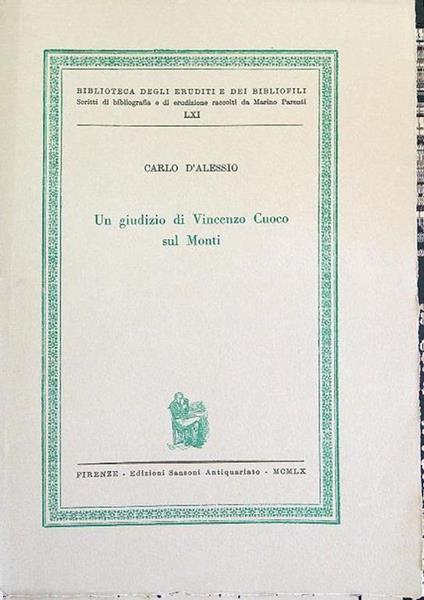 BIBLIOTECA DEGLI ERUDITI E DEI BIBLIOFILI
Scritti di bibliografia e di erudizione raccolti da Marino Parenti
LXI
CARLO D'ALESSIO
Un giudizio di Vincenzo Cuoco
sul Monti
FIRENZE - Edizioni Sansoni Antiquariato - MCMLX